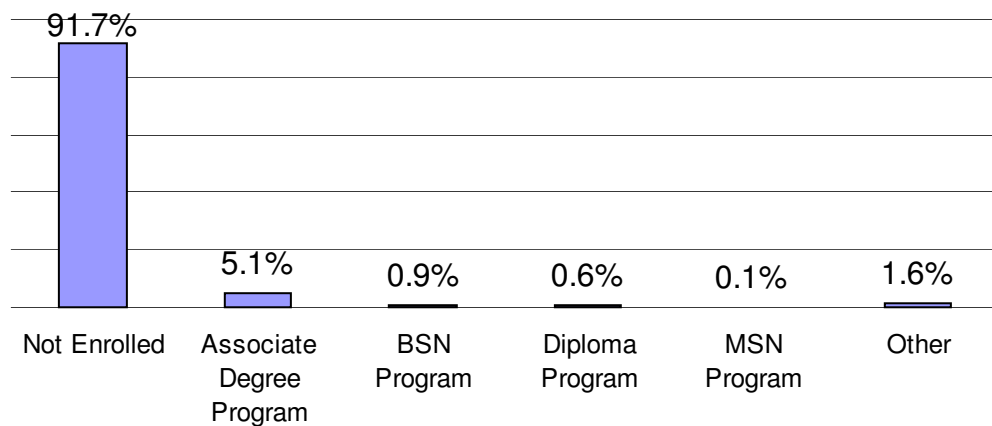 91.7%
5.1%
0.9%
0.6%
0.1%
1.6%
Not Enrolled
Associate
Degree
Program
BSN
Program
Diploma
Program
MSN
Program
Other